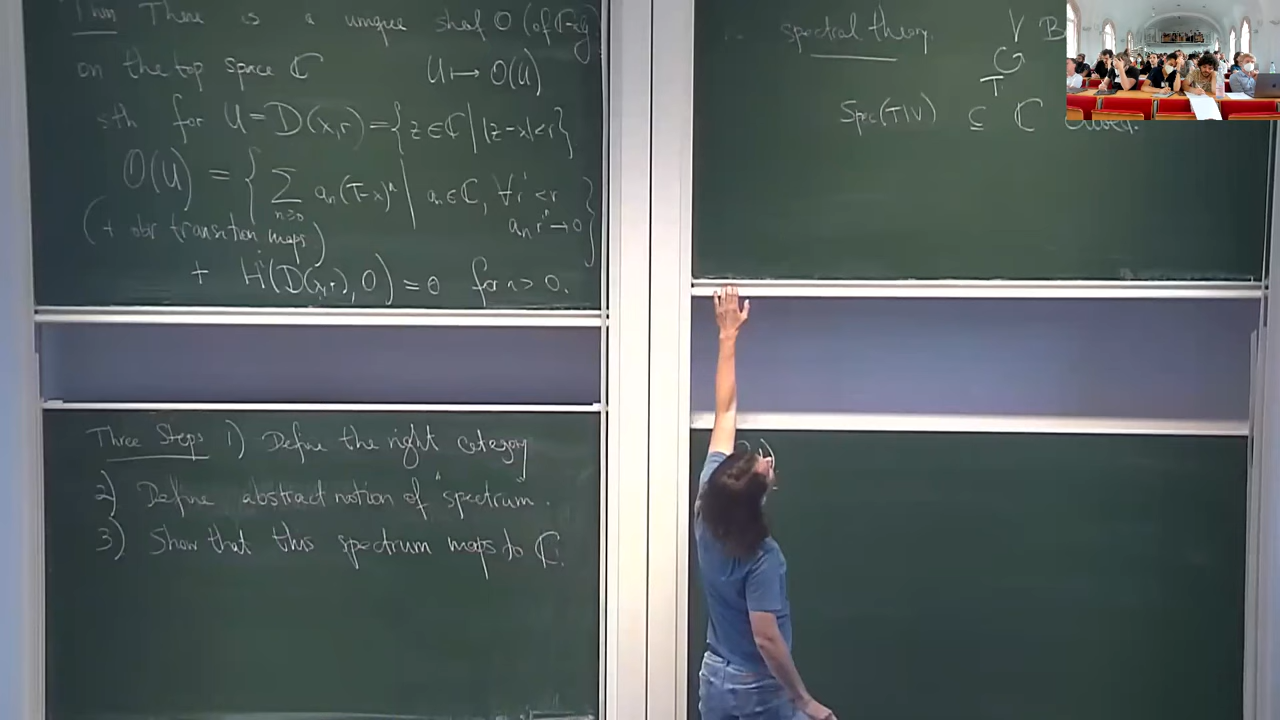 Thm There is a unique sheaf O (of ℂ-alg)
on the top space ℂ U ↦ O(U)
sth for U = D(x,r) = {z ∈ ℂ | |z-x| < r}
O(U) = { ∑_{n≥0} a_n (T-x)^n | a_n ∈ ℂ, ∀ r' < r a_n r'^n → 0 }
(+ obv transition maps)
+ H^i(D(x,r), O) = 0 for i > 0.
Three Steps 1) Define the right category
2) Define abstract notion of "spectrum".
3) Show that this spectrum maps to ℂ.
spectral theory. V B
T
Spec(T|V) ⊆ ℂ closed.